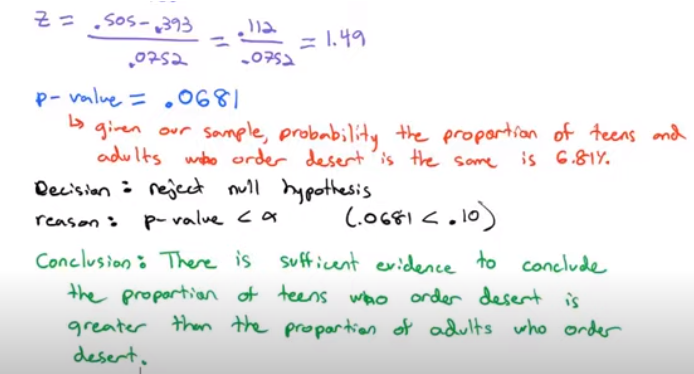 Z = .505-.393 / .0752 = .112 / .0752 = 1.49
p-value = .0681
↳ given our sample, probability the proportion of teens and
adults who order desert is the same is 6.81%.
Decision: reject null hypothesis
reason: p-value < α (.0681 < .10)
Conclusion: There is sufficent evidence to conclude
the proportion of teens who order desert is
greater than the proportion of adults who order
desert.